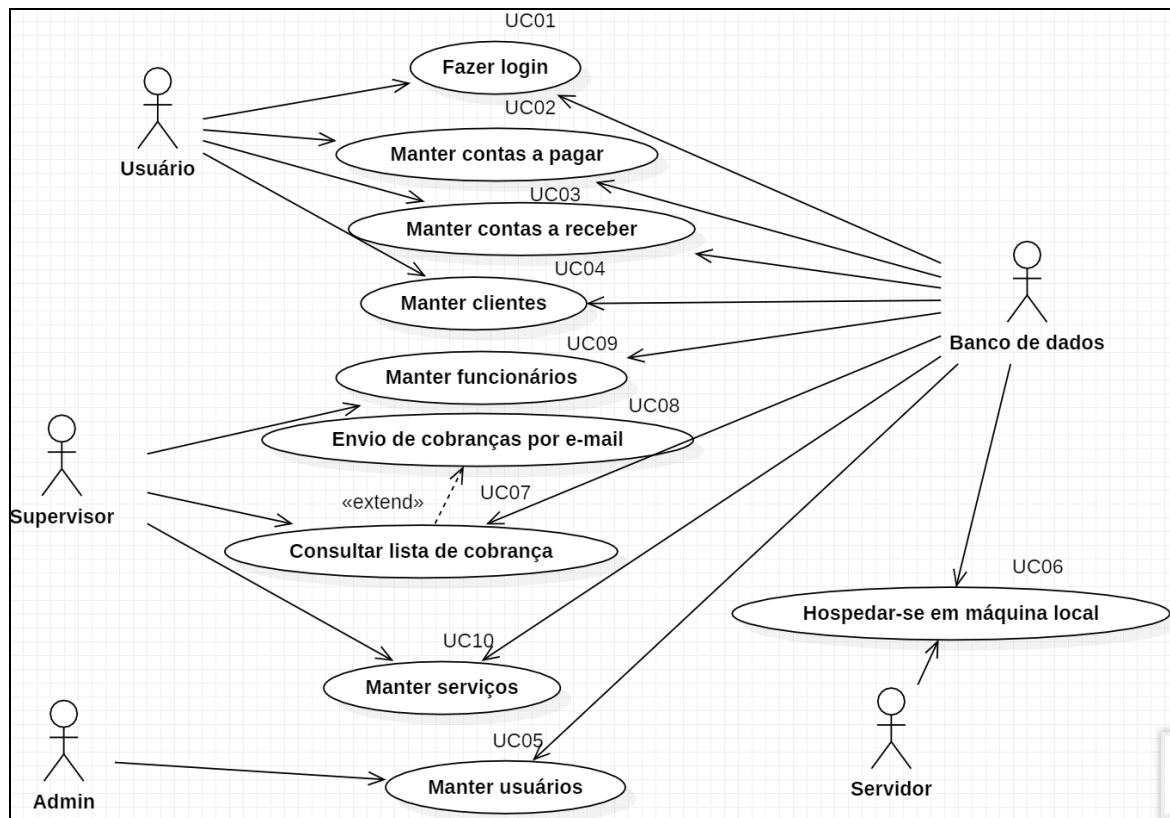 UC01
Fazer login
UC02
Usuário
Manter contas a pagar
UC03
Manter contas a receber
UC04
Manter clientes
Banco de dados
UC09
Manter funcionários
UC08
Envio de cobranças por e-mail
«extend»
UC07
Supervisor
Consultar lista de cobrança
UC06
Hospedar-se em máquina local
UC10
Manter serviços
UC05
Manter usuários
Admin
Servidor